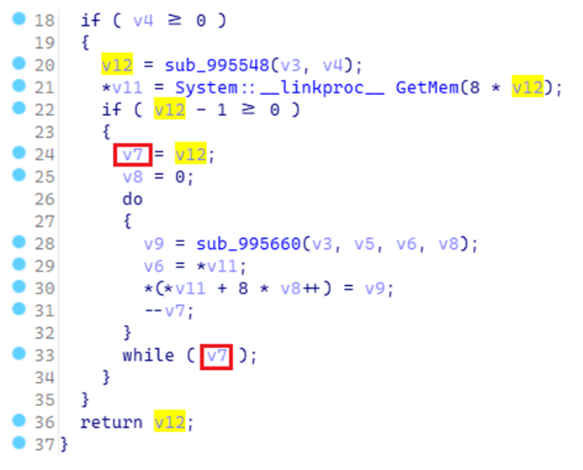 18 if ( v4 ≥ 0 )
19 {
20 v12 = sub_995548(v3, v4);
21 *v11 = System::__linkproc__ GetMem(8 * v12);
22 if ( v12 - 1 ≥ 0 )
23 {
24 v7 = v12;
25 v8 = 0;
26 do
27 {
28 v9 = sub_995660(v3, v5, v6, v8);
29 v6 = *v11;
30 *(*v11 + 8 * v8++) = v9;
31 --v7;
32 }
33 while ( v7 );
34 }
35 }
36 return v12;
37 }